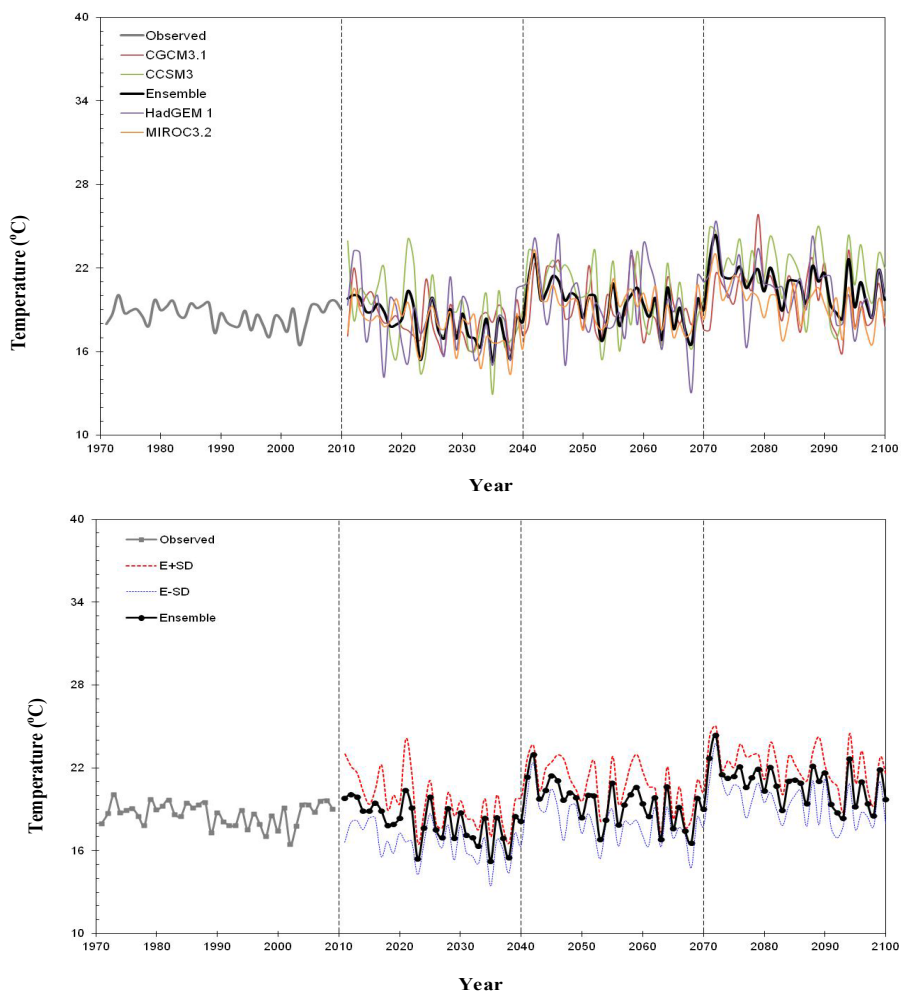 40
34
28
22
16
10
Temperature (⁰C)
Observed
CGCM3.1
CCSM3
Ensemble
HadGEM 1
MIROC3.2
1970 1980 1990 2000 2010 2020 2030 2040 2050 2060 2070 2080 2090 2100
Year
40
34
28
22
16
10
Temperature (⁰C)
Observed
E+SD
E-SD
Ensemble
1970 1980 1990 2000 2010 2020 2030 2040 2050 2060 2070 2080 2090 2100
Year